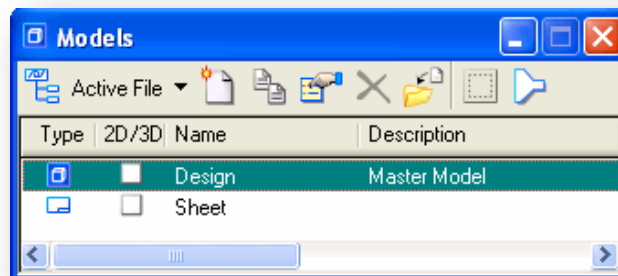 Models
Active File
Type 2D/3D Name Description
Design Master Model
Sheet